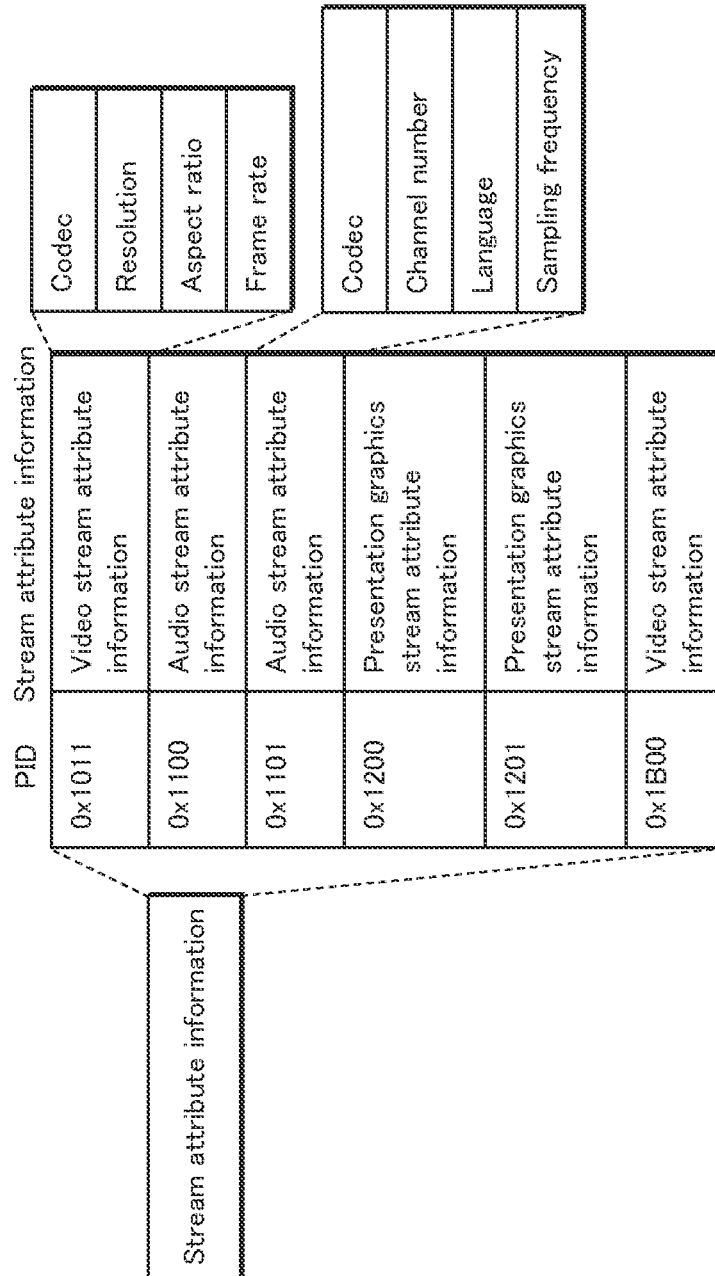 Stream attribute information
PID Stream attribute information
0x1011 Video stream attribute
information
0x1100 Audio stream attribute
information
0x1101 Audio stream attribute
information
0x1200 Presentation graphics
stream attribute
information
0x1201 Presentation graphics
stream attribute
information
0x1B00 Video stream attribute
information
Codec
Resolution
Aspect ratio
Frame rate
Codec
Channel number
Language
Sampling frequency